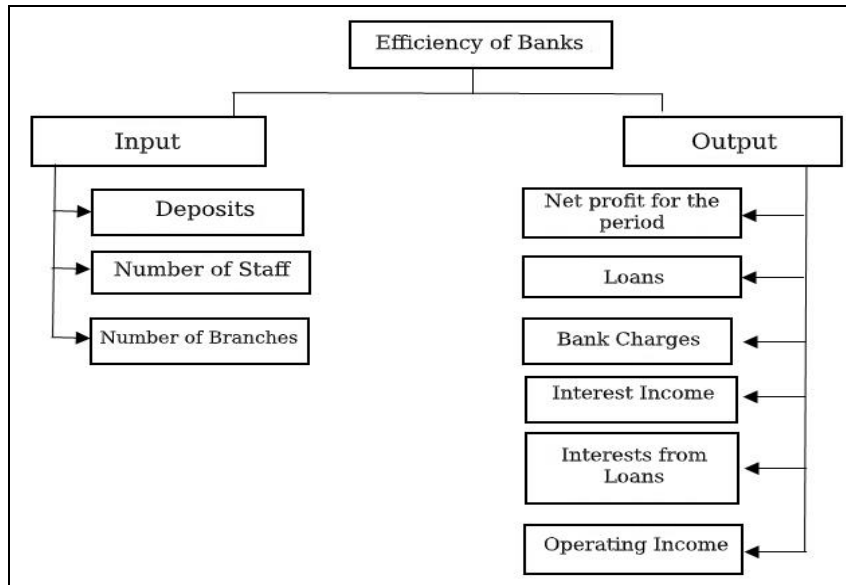 Efficiency of Banks
Input
Output
Deposits
Number of Staff
Number of Branches
Net profit for the
period
Loans
Bank Charges
Interest Income
Interests from
Loans
Operating Income